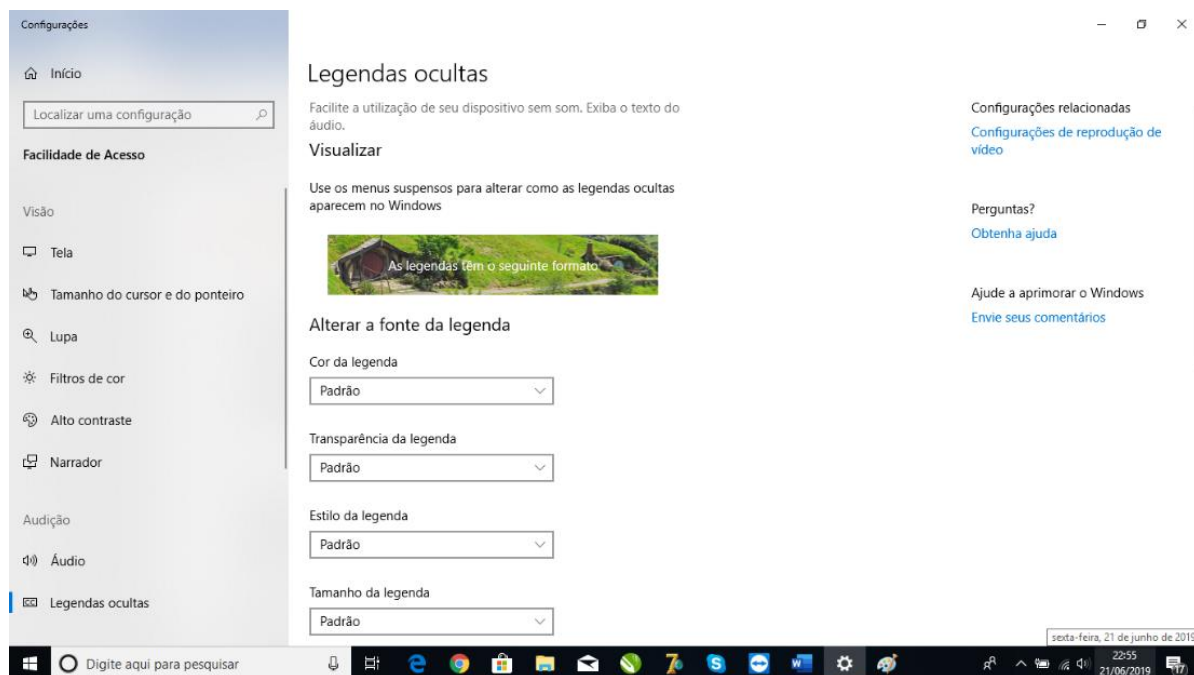 Configurações
Início
Localizar uma configuração
Facilidade de Acesso
Visão
Tela
Tamanho do cursor e do ponteiro
Lupa
Filtros de cor
Alto contraste
Narrador
Audição
Áudio
Legendas ocultas
Legendas ocultas
Facilite a utilização de seu dispositivo sem som. Exiba o texto do
áudio.
Visualizar
Use os menus suspensos para alterar como as legendas ocultas
aparecem no Windows
As legendas têm o seguinte formato
Alterar a fonte da legenda
Cor da legenda
Padrão
Transparência da legenda
Padrão
Estilo da legenda
Padrão
Tamanho da legenda
Padrão
Configurações relacionadas
Configurações de reprodução de
vídeo
Perguntas?
Obtenha ajuda
Ajude a aprimorar o Windows
Envie seus comentários
sexta-feira, 21 de junho de 2019
Digite aqui para pesquisar
22:55
21/06/2019
17